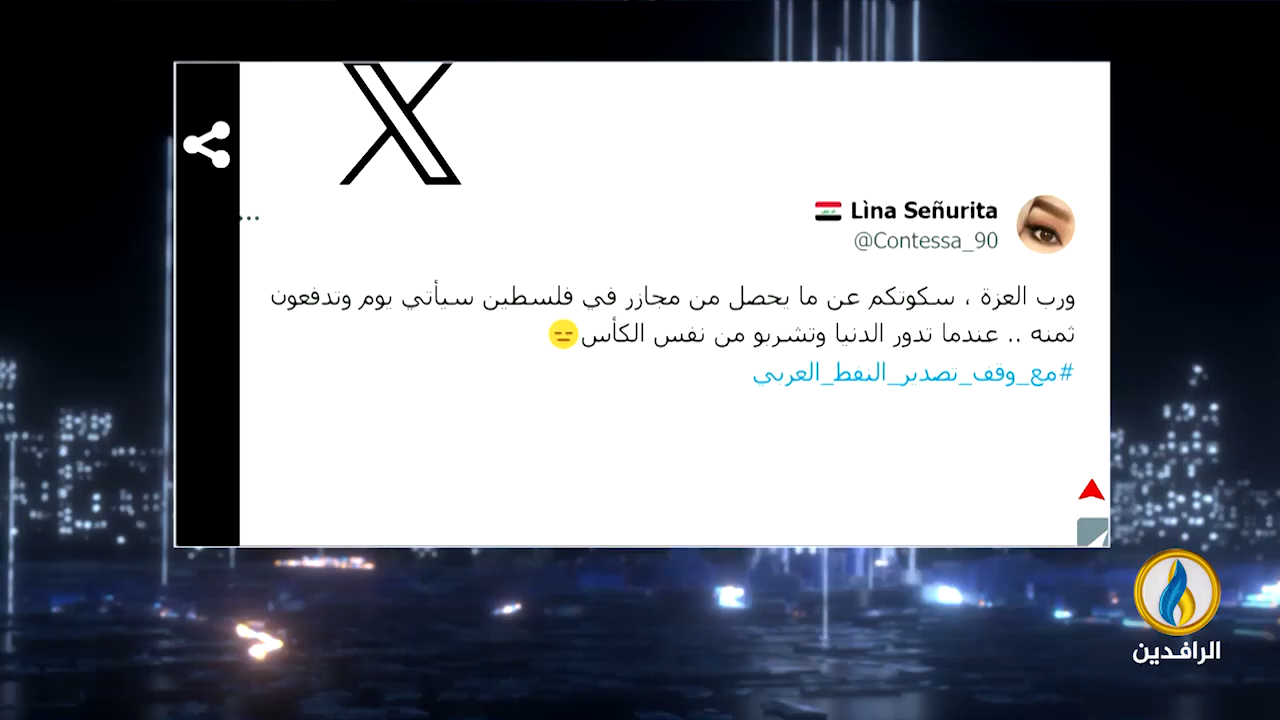 Lìna Señurita
@Contessa_90
ورب العزة ، سكوتكم عن ما يحصل من مجازر في فلسطين سيأتي يوم وتدفعون
ثمنه .. عندما تدور الدنيا وتشربو من نفس الكأس😑
#مع_وقف_تصدير_النفط_العربي
الرافدين